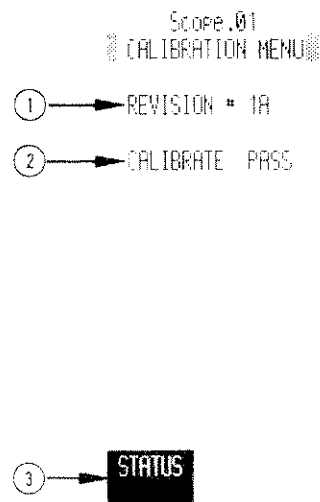 Scope.01
CALIBRATION MENU
1 REVISION # 1A
2 CALIBRATE PASS
3 STATUS